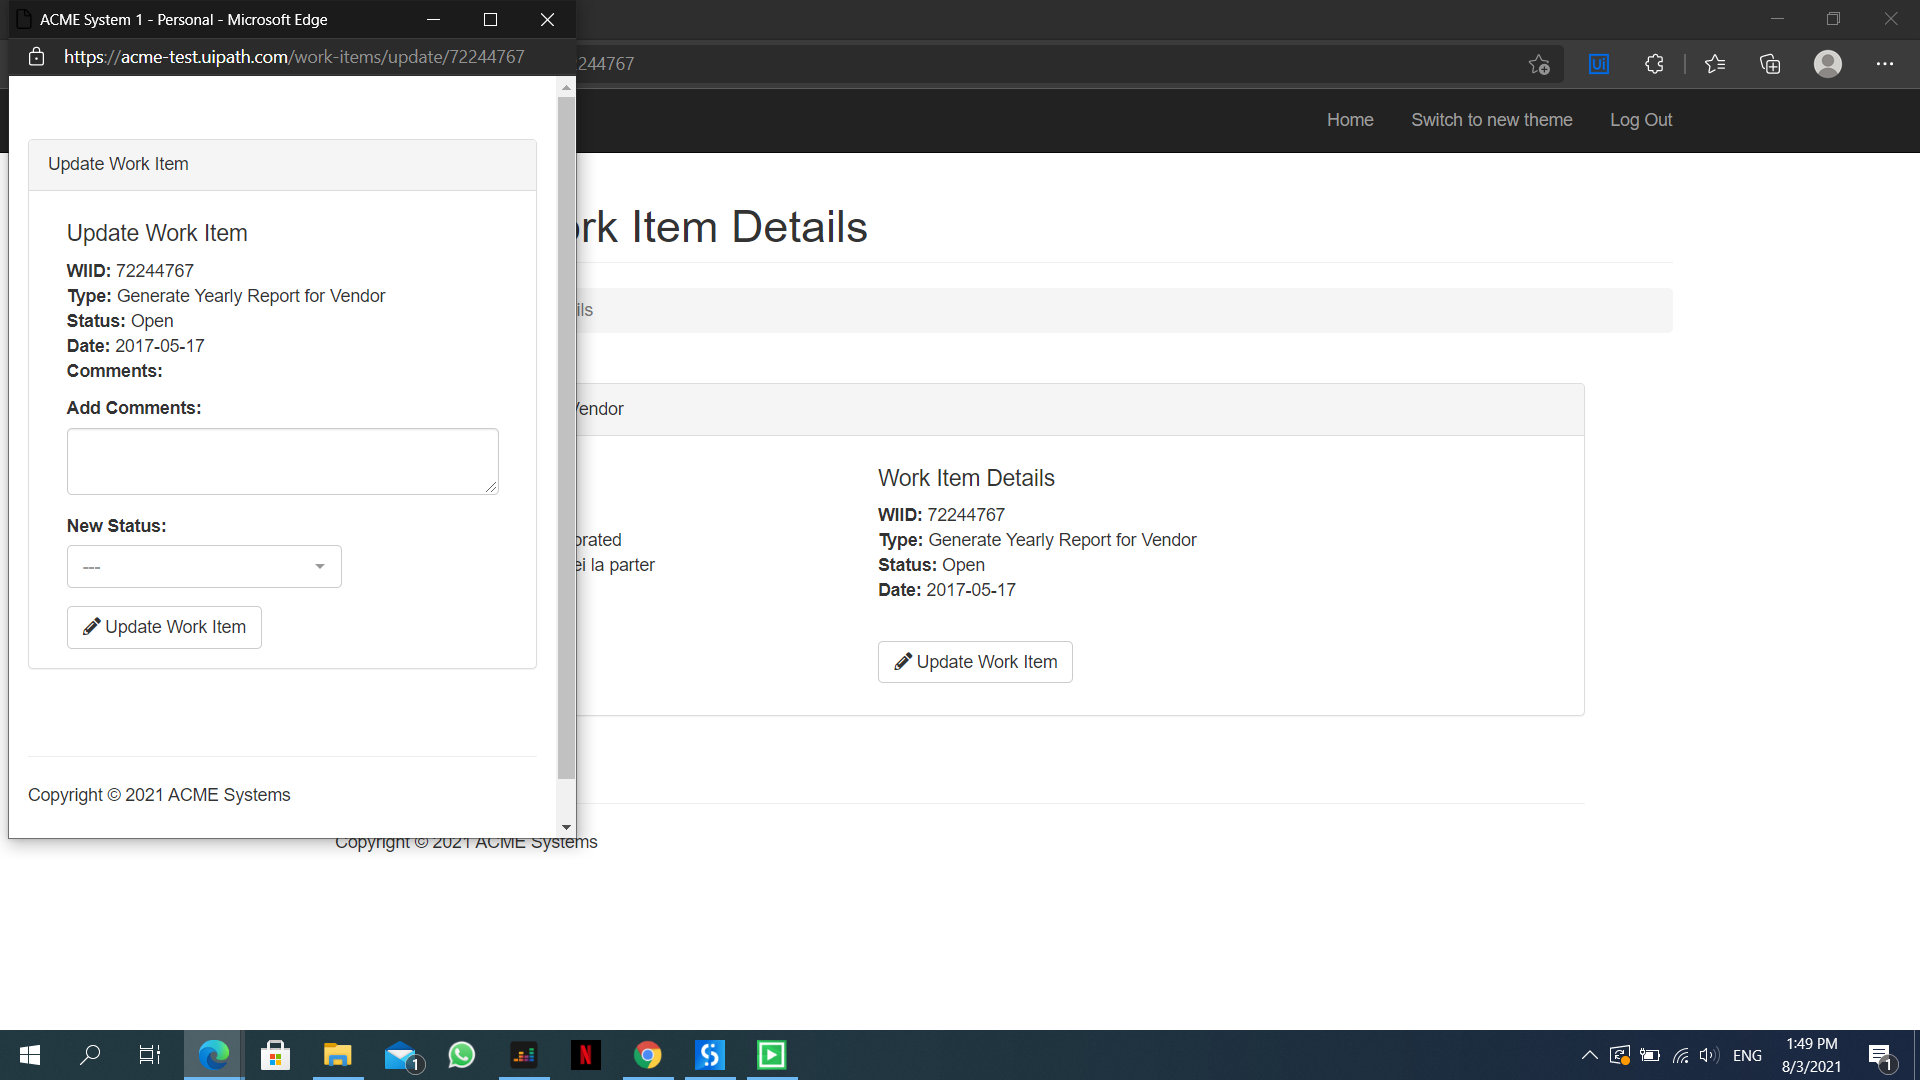 ACME System 1 - Personal - Microsoft Edge
https://acme-test.uipath.com/work-items/update/72244767
Update Work Item
Update Work Item
WIID: 72244767
Type: Generate Yearly Report for Vendor
Status: Open
Date: 2017-05-17
Comments:
Add Comments:
New Status:
---
Update Work Item
Copyright © 2021 ACME Systems
244767
Ui
Home Switch to new theme Log Out
rk Item Details
ils
Vendor
orated
ei la parter
Work Item Details
WIID: 72244767
Type: Generate Yearly Report for Vendor
Status: Open
Date: 2017-05-17
Update Work Item
Copyright © 2021 ACME Systems
1
N
ENG
1:49 PM
8/3/2021
1